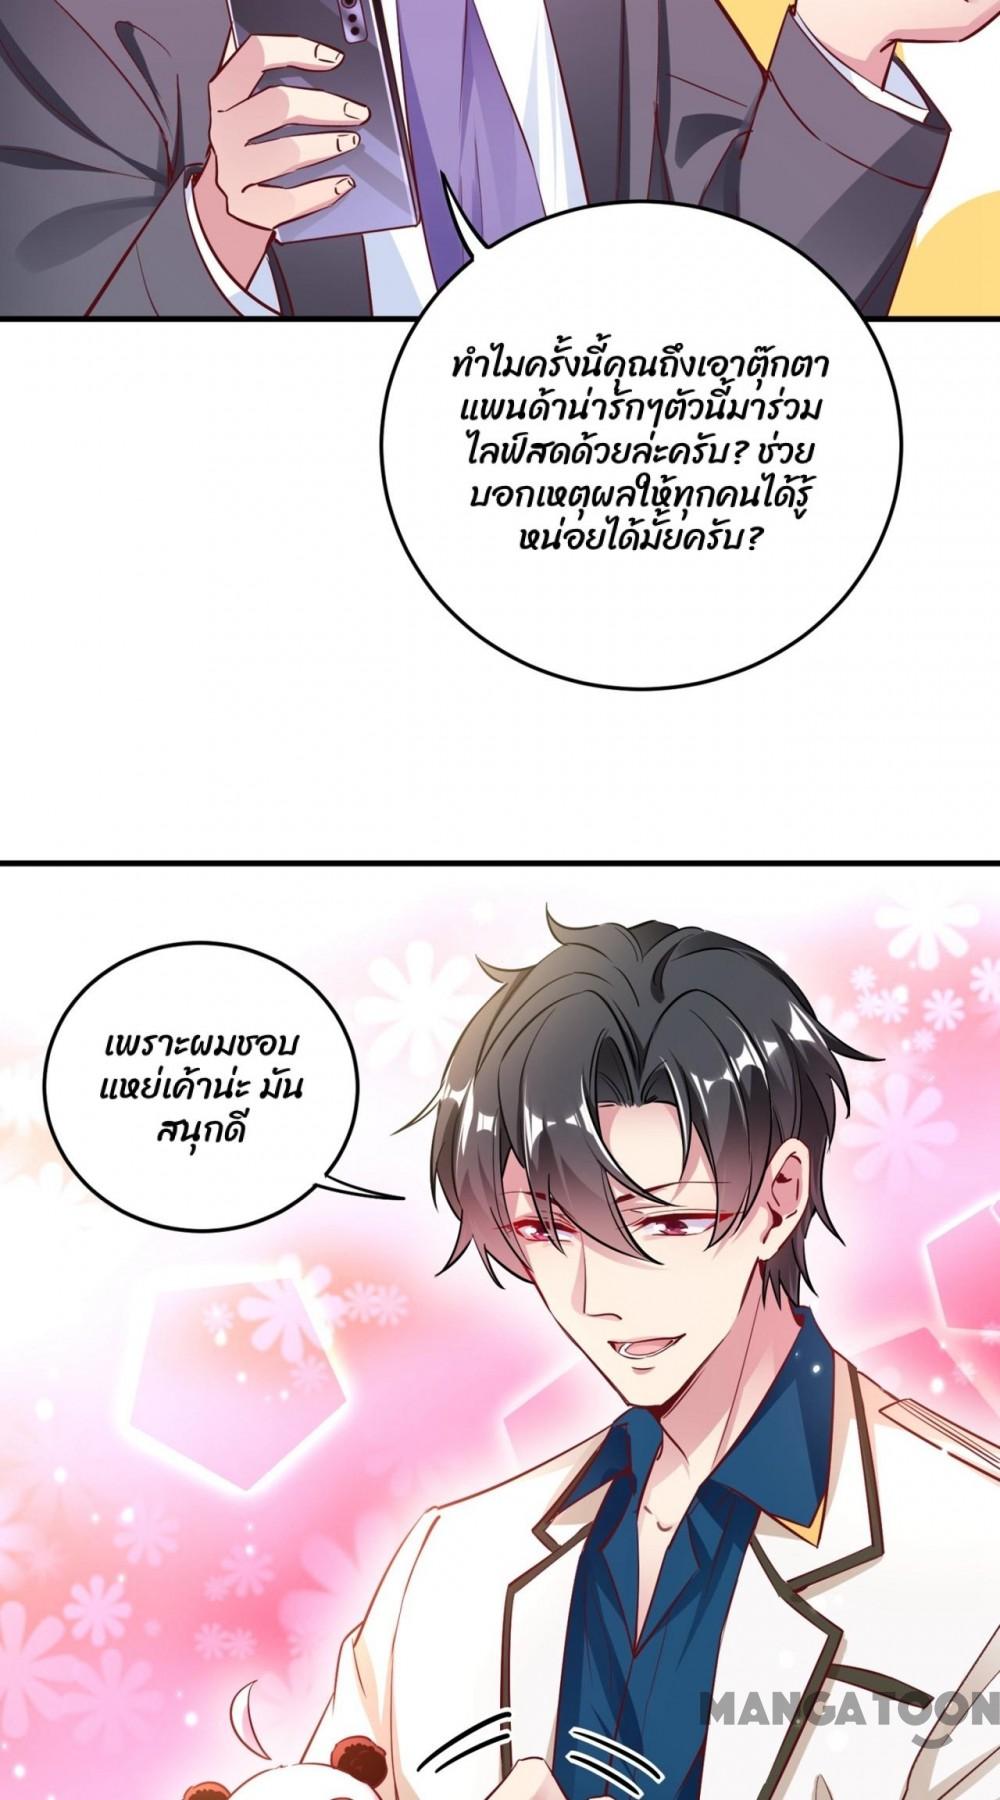 ทำไมครั้งนี้คุณถึงเอาตุ๊กตา
แพนด้าน่ารักๆตัวนี้มาร่วม
ไลฟ์สดด้วยล่ะครับ? ช่วย
บอกเหตุผลให้ทุกคนได้รู้
หน่อยได้มั้ยครับ?
เพราะผมชอบ
แหย่เค้าน่ะ มัน
สนุกดี
MANGATOON